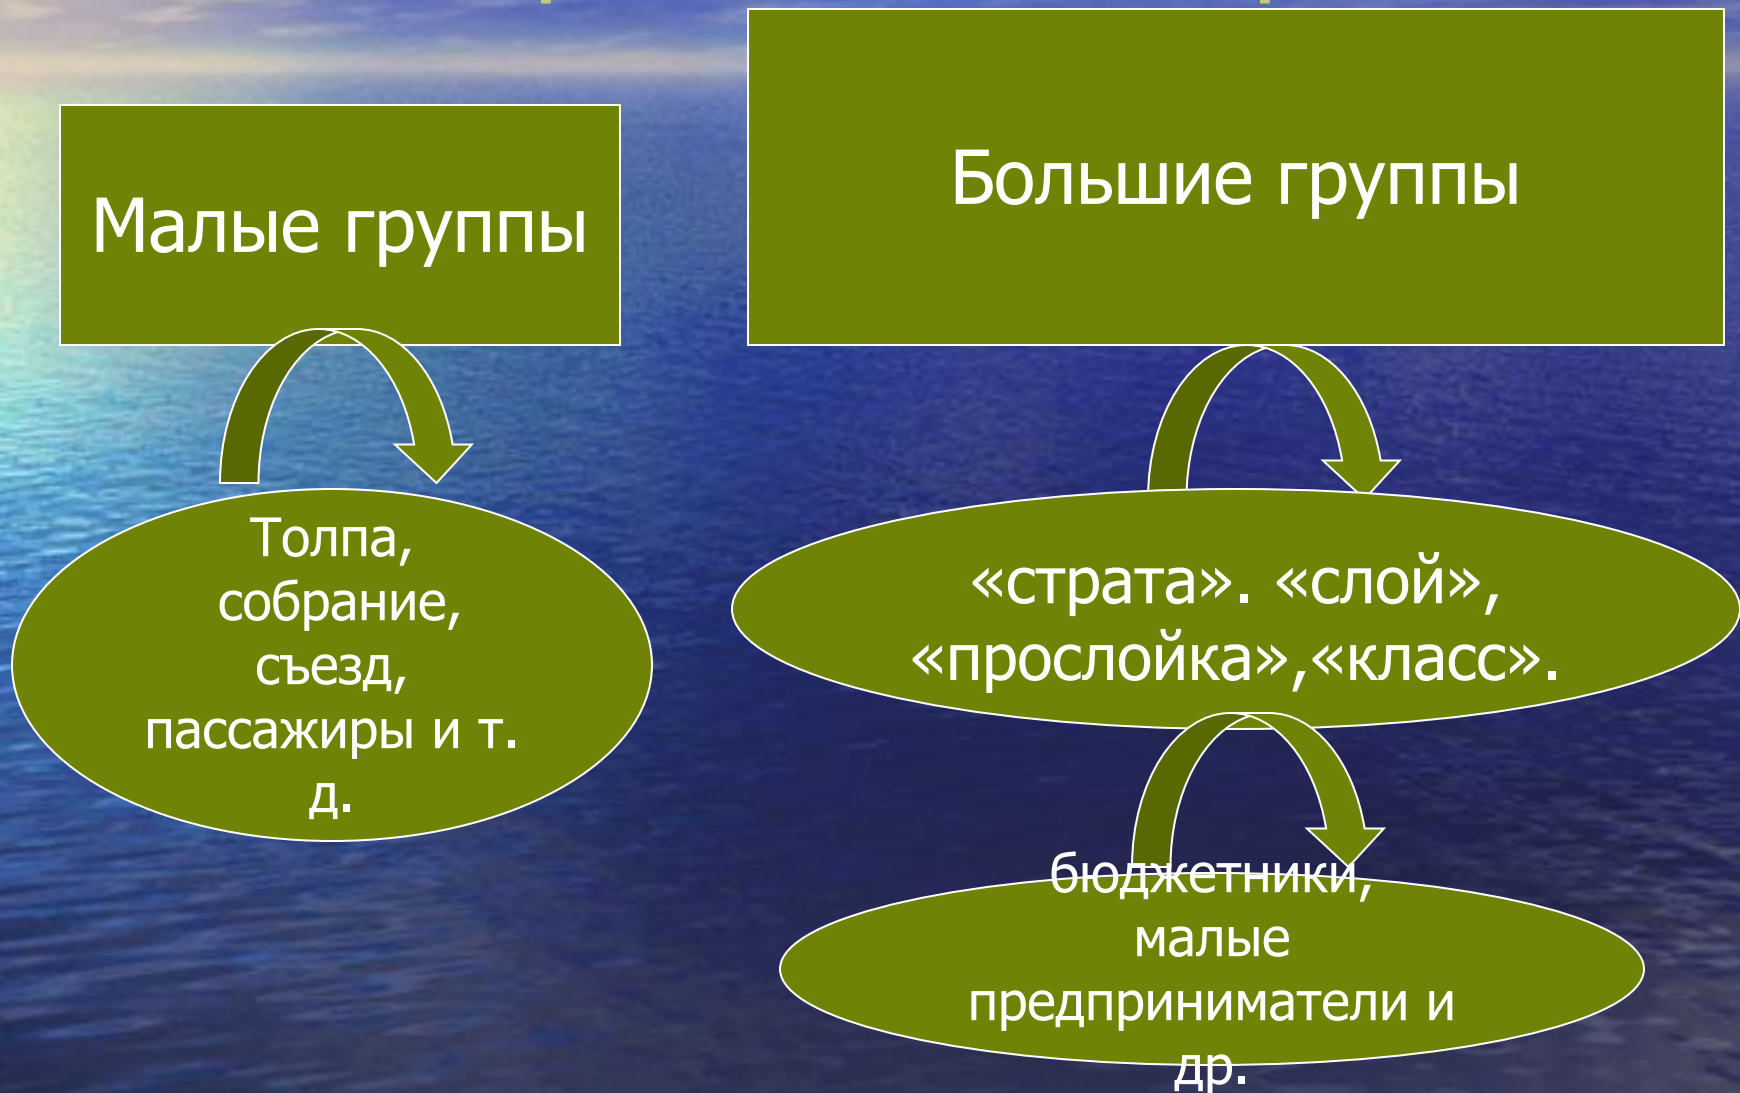 Малые группы
Большие группы
Толпа,
собрание,
съезд,
пассажиры и т.
д.
«страта». «слой»,
«прослойка»,«класс».
бюджетники,
малые
предприниматели и
др.